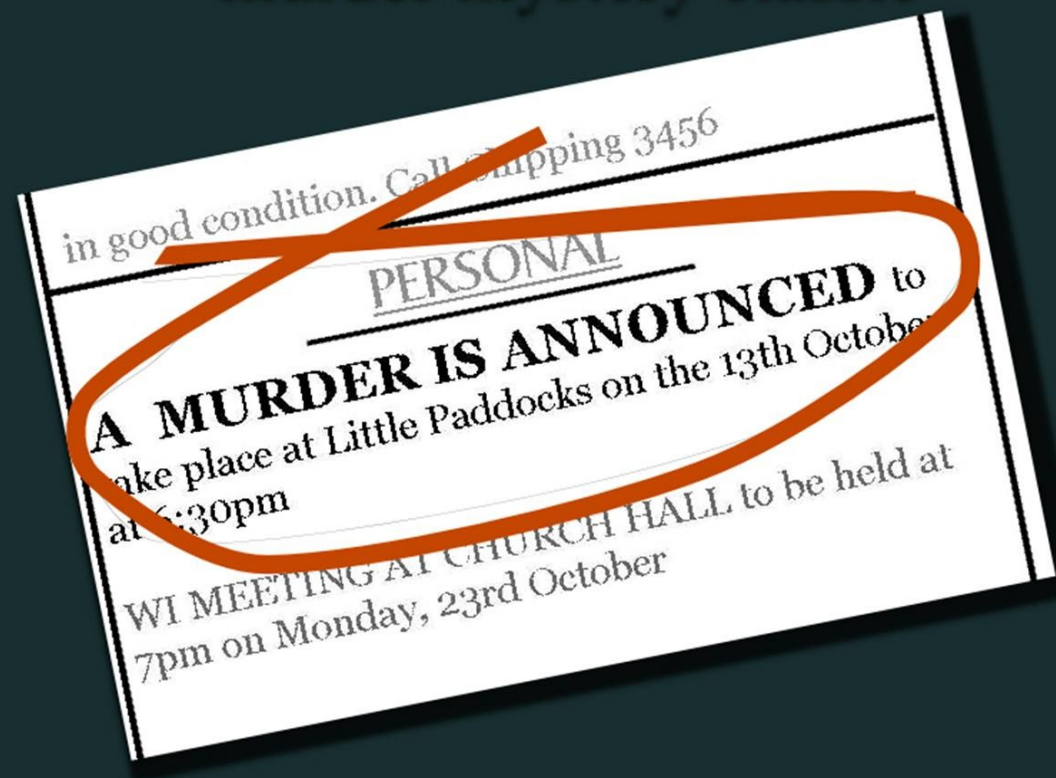 in good condition. Call Chipping 3456
PERSONAL
A MURDER IS ANNOUNCED to
take place at Little Paddocks on the 13th October
at 6:30pm
WI MEETING AT CHURCH HALL to be held at
7pm on Monday, 23rd October